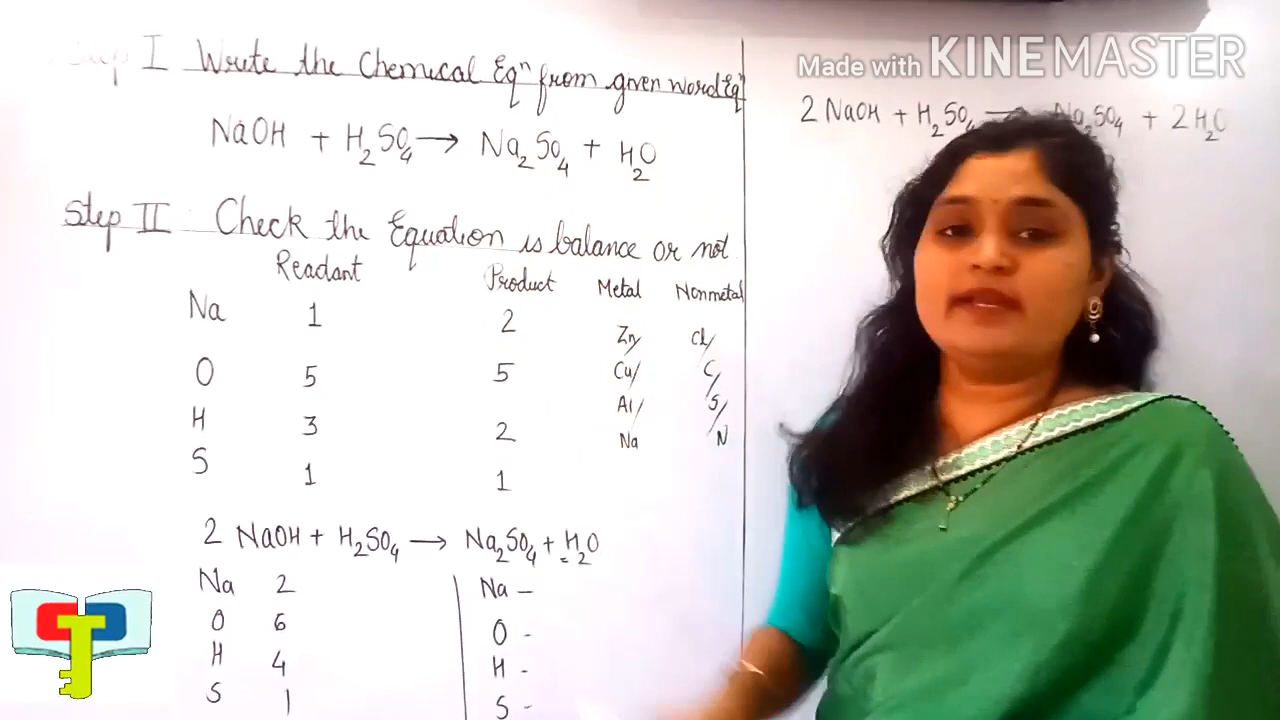 Step I Write the Chemical Eqⁿ from given word Eqⁿ
NaOH + H₂SO₄ → Na₂SO₄ + H₂O
Step II Check the Equation is balance or not
Readant Product Metal Nonmetal
Na 1 2 Zn/ Cl/
O 5 5 Cu/ C/
H 3 2 Al/ S/
S 1 1 Na N
2 NaOH + H₂SO₄ → Na₂SO₄ + H₂O
Na 2 Na –
O 6 O -
H 4 H -
S 1 S -
Made with KINEMASTER
2 NaOH + H₂SO₄ → Na₂SO₄ + 2H₂O